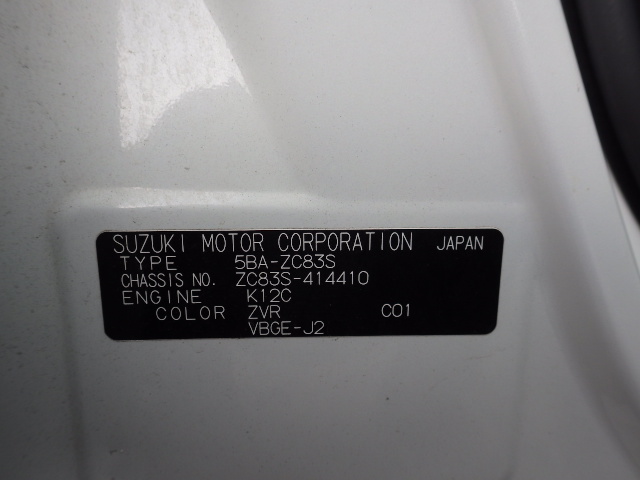 SUZUKI MOTOR CORPORATION JAPAN
TYPE 5BA-ZC83S
CHASSIS NO. ZC83S-414410
ENGINE K12C
COLOR ZVR C01
VBGE-J2